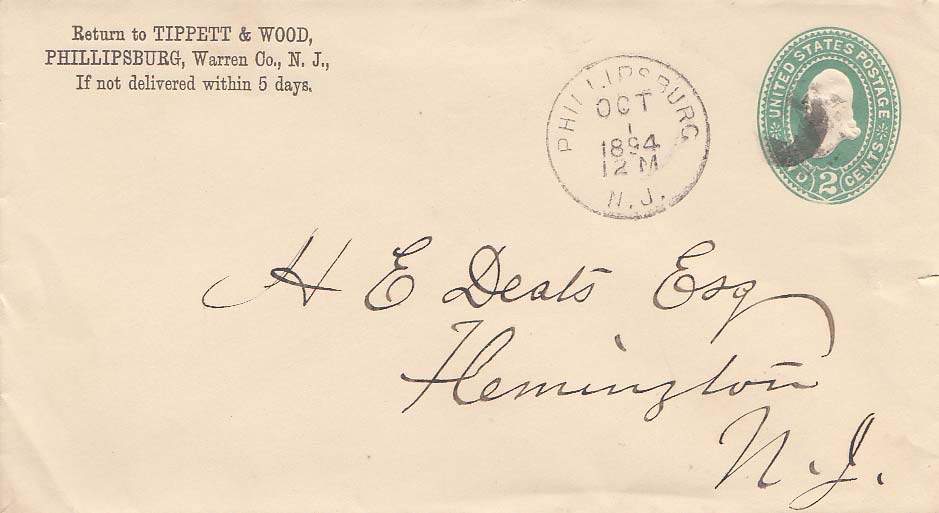 Return to TIPPETT & WOOD,
PHILLIPSBURG, Warren Co., N. J.,
If not delivered within 5 days.
PHILLIPSBURG
OCT
1
1894
12 M
N.J.
UNITED STATES POSTAGE
2 CENTS
H E Deats Esq
Flemington
N. J.